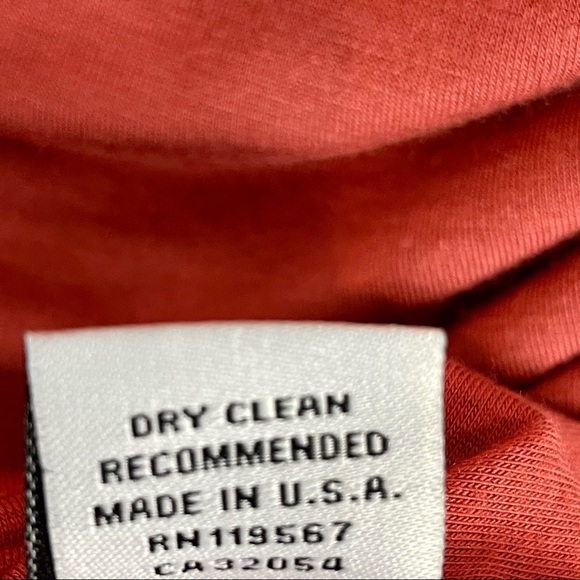 DRY CLEAN
RECOMMENDED
MADE IN U.S.A.
RN119567
CA32054